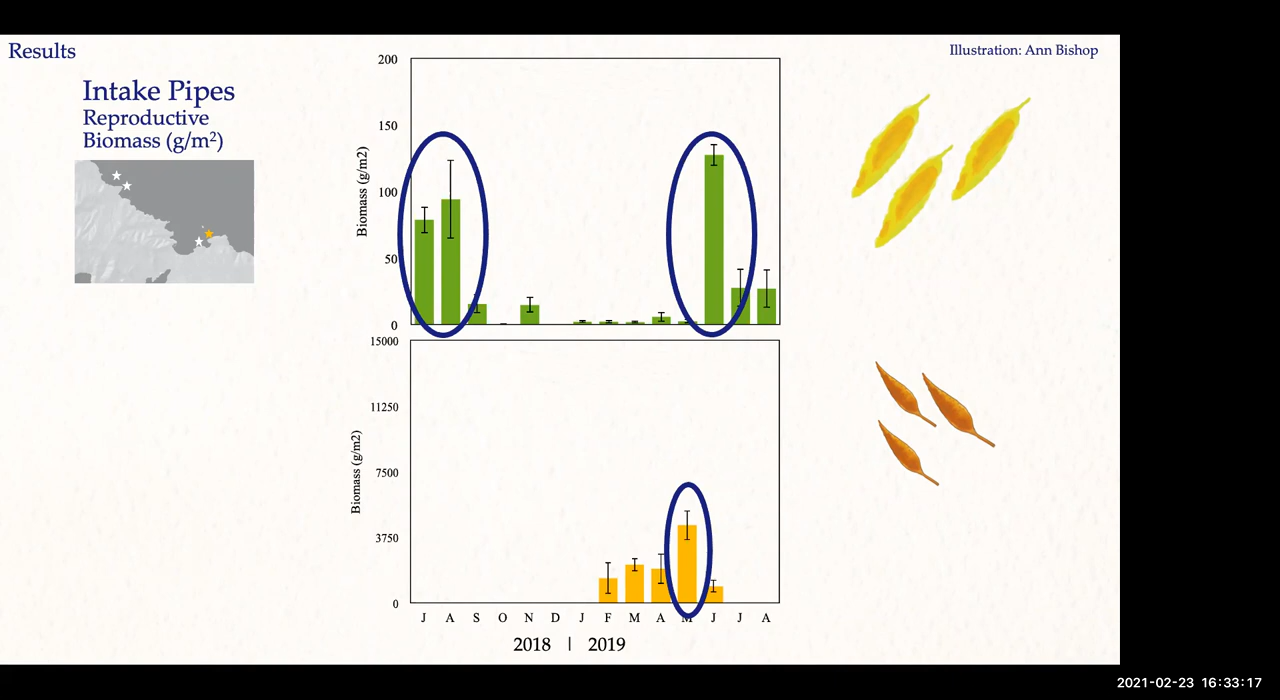 Results
Illustration: Ann Bishop
Intake Pipes
Reproductive
Biomass (g/m²)
200
150
100
50
0
Biomass (g/m2)
15000
11250
7500
3750
0
Biomass (g/m2)
J A S O N D J F M A M J J A
2018 | 2019
2021-02-23 16:33:17